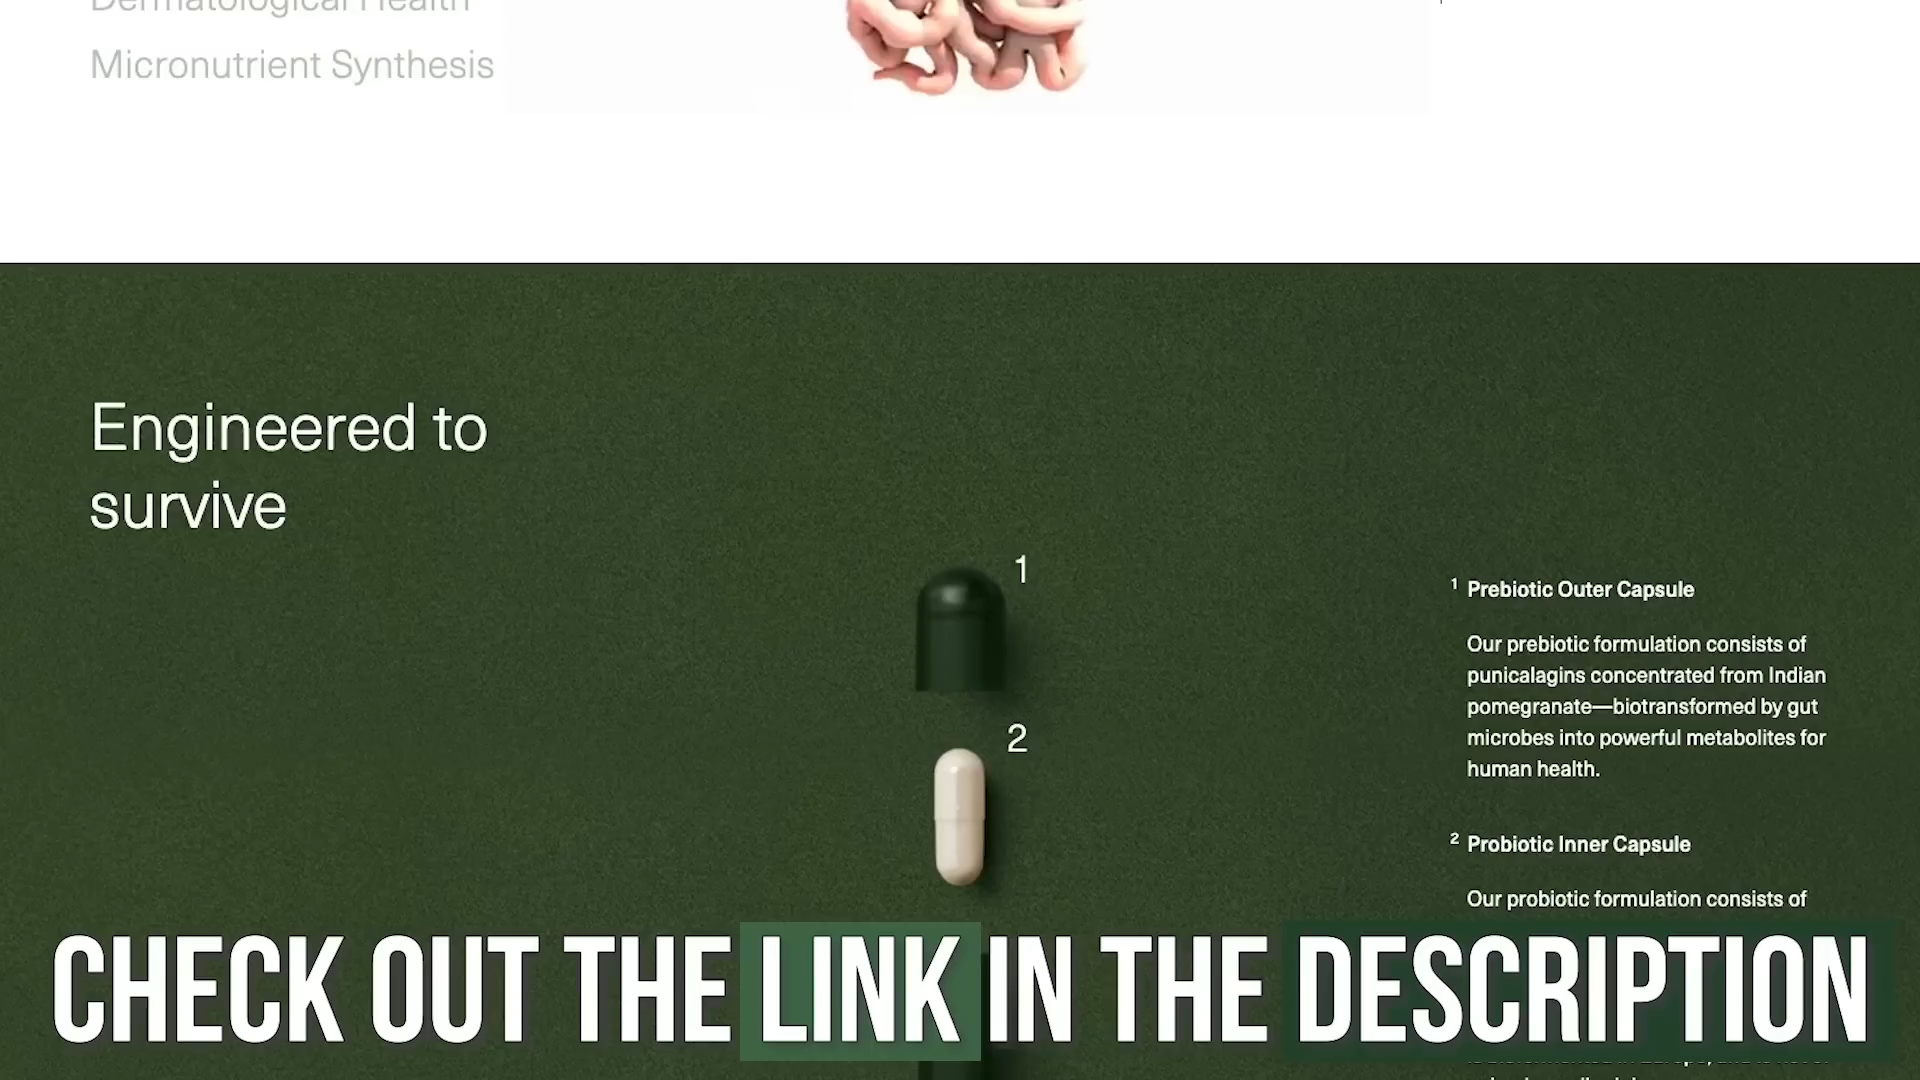 Dermatological Health
Micronutrient Synthesis
Engineered to
survive
1
2
1 Prebiotic Outer Capsule
Our prebiotic formulation consists of
punicalagins concentrated from Indian
pomegranate—biotransformed by gut
microbes into powerful metabolites for
human health.
2 Probiotic Inner Capsule
Our probiotic formulation consists of
CHECK OUT THE LINK IN THE DESCRIPTION